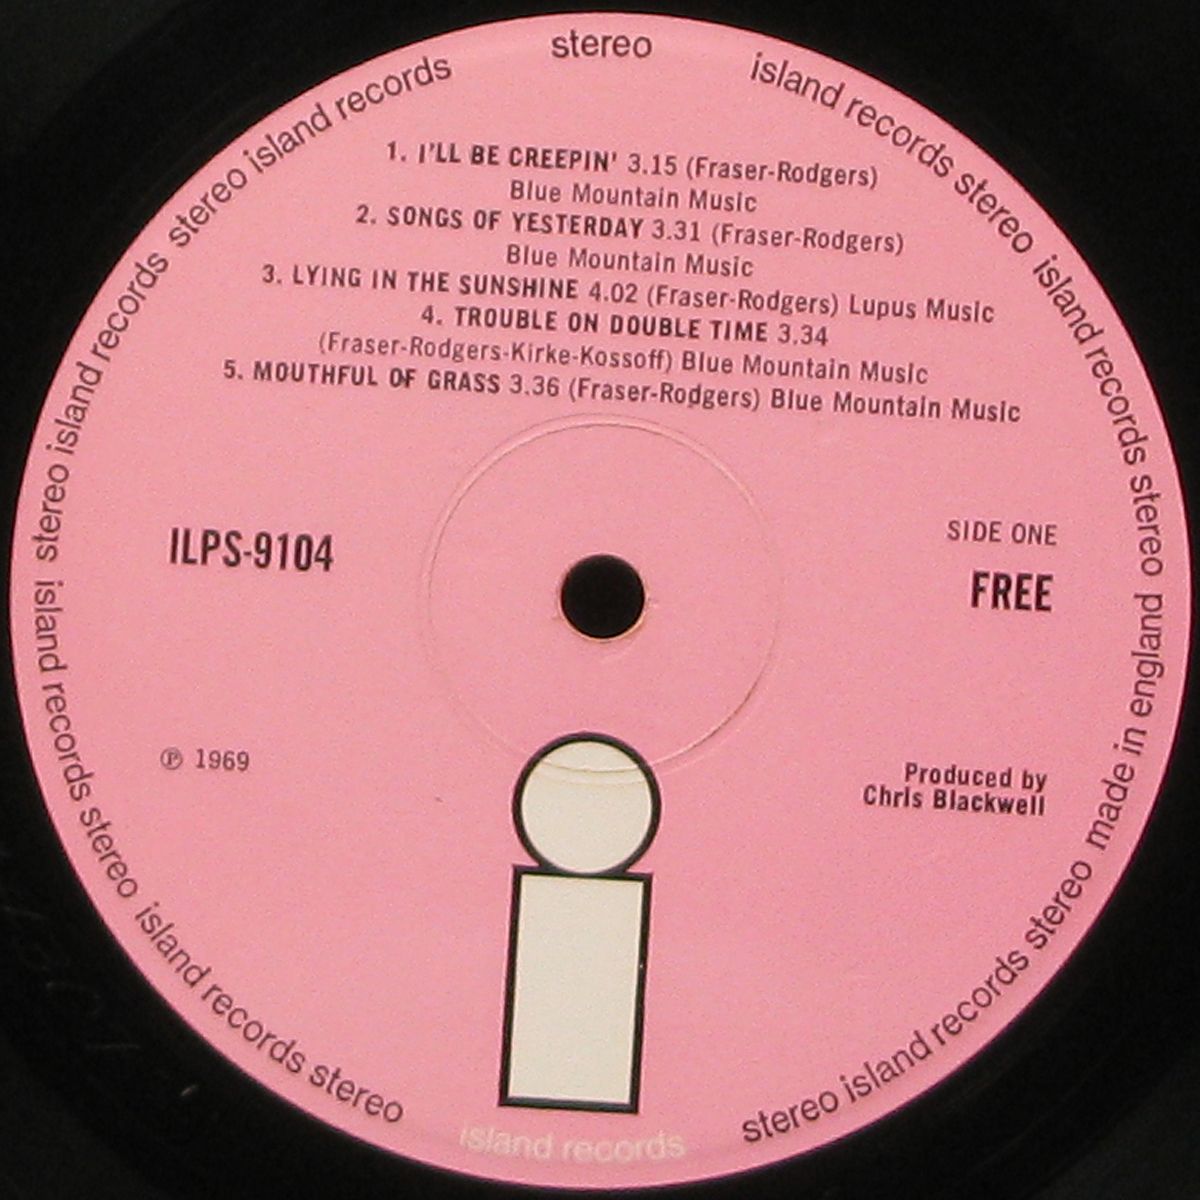 stereo
island records stereo island records stereo made in england
stereo island records stereo island records
1. I'LL BE CREEPIN' 3.15 (Fraser-Rodgers)
Blue Mountain Music
2. SONGS OF YESTERDAY 3.31 (Fraser-Rodgers)
Blue Mountain Music
3. LYING IN THE SUNSHINE 4.02 (Fraser-Rodgers) Lupus Music
4. TROUBLE ON DOUBLE TIME 3.34
(Fraser-Rodgers-Kirke-Kossoff) Blue Mountain Music
5. MOUTHFUL OF GRASS 3.36 (Fraser-Rodgers) Blue Mountain Music
ILPS-9104
SIDE ONE
FREE
℗ 1969
Produced by
Chris Blackwell
island records stereo island records stereo
stereo island records stereo
island records